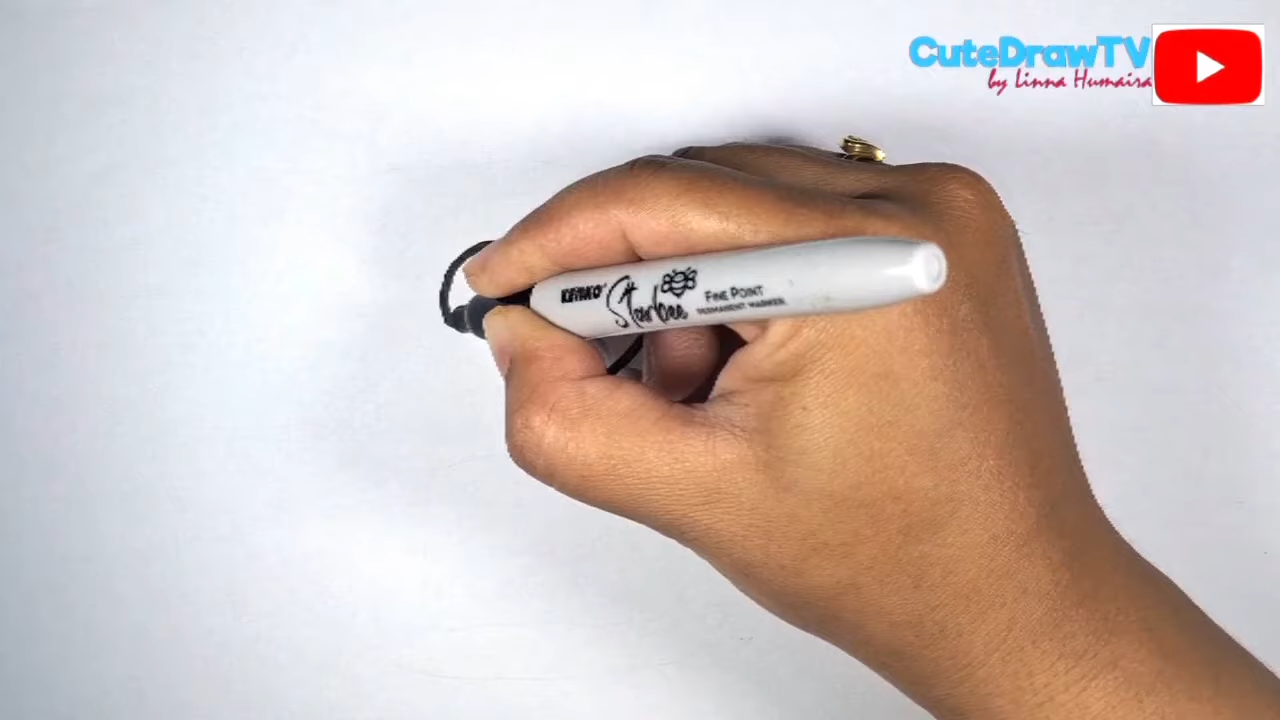 CuteDrawTV
by Linna Humaira
Starbee
FINE POINT
PERMANENT MARKER